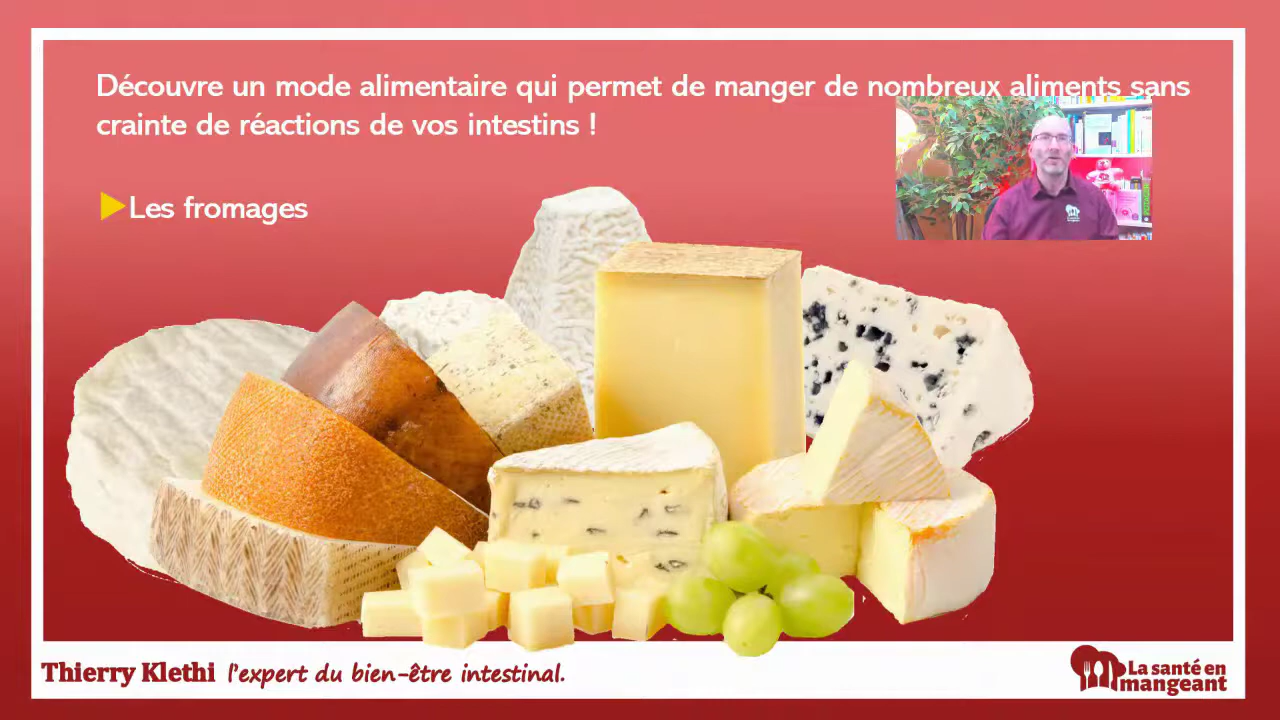 Découvre un mode alimentaire qui permet de manger de nombreux aliments sans
crainte de réactions de vos intestins !
Les fromages
Thierry Klethi l'expert du bien-être intestinal.
La santé en
mangeant